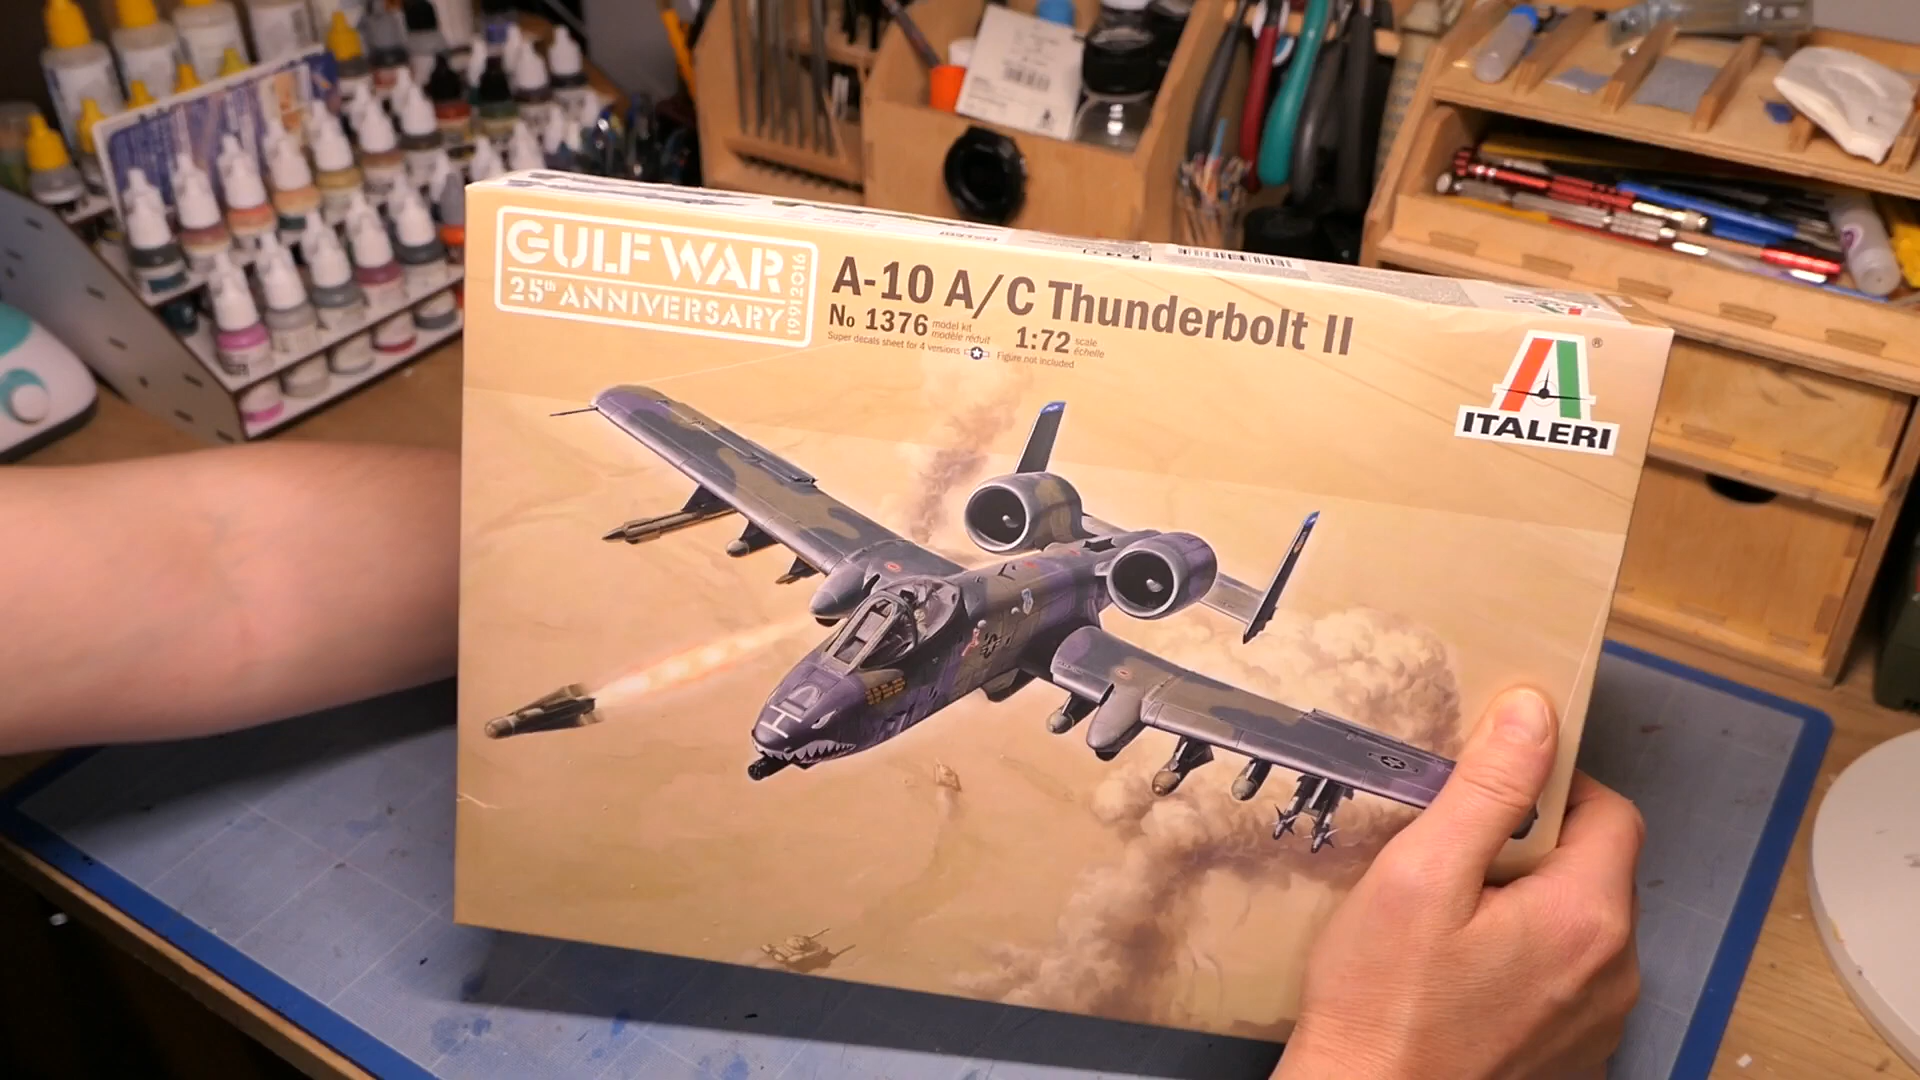 GULF WAR
25th ANNIVERSARY
1991 2016
A-10 A/C Thunderbolt II
No 1376 model kit modèle réduit 1:72 scale échelle
Super decals sheet for 4 versions Figure not included
ITALERI
®